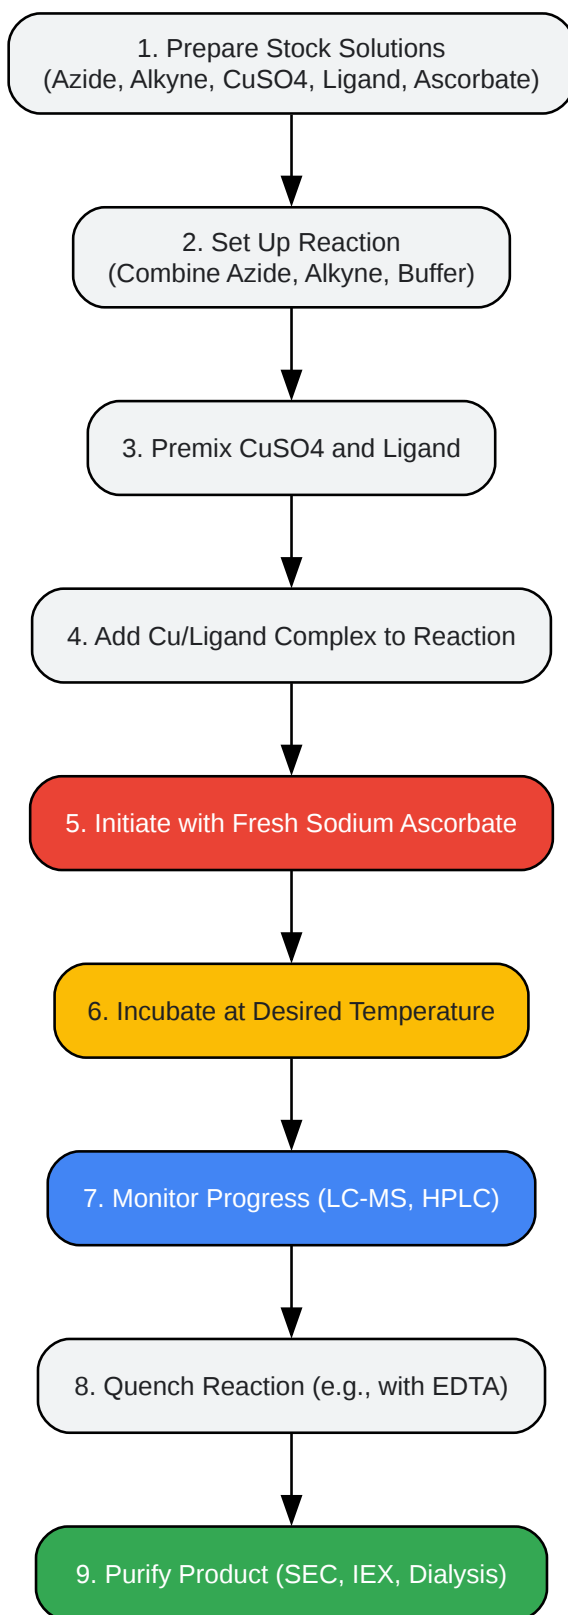 1. Prepare Stock Solutions
(Azide, Alkyne, CuSO4, Ligand, Ascorbate)
2. Set Up Reaction
(Combine Azide, Alkyne, Buffer)
3. Premix CuSO4 and Ligand
4. Add Cu/Ligand Complex to Reaction
5. Initiate with Fresh Sodium Ascorbate
6. Incubate at Desired Temperature
7. Monitor Progress (LC-MS, HPLC)
8. Quench Reaction (e.g., with EDTA)
9. Purify Product (SEC, IEX, Dialysis)